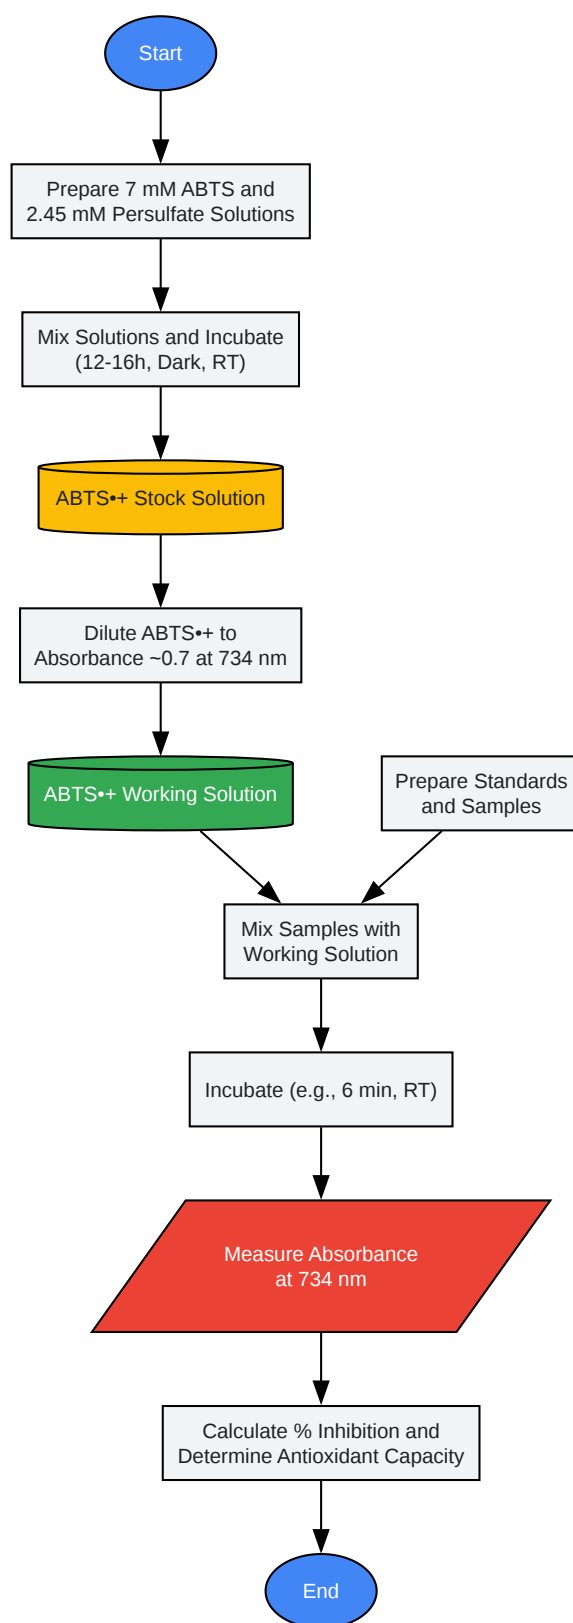 Start
Prepare 7 mM ABTS and
2.45 mM Persulfate Solutions
Mix Solutions and Incubate
(12-16h, Dark, RT)
ABTS•+ Stock Solution
Dilute ABTS•+ to
Absorbance ~0.7 at 734 nm
ABTS•+ Working Solution
Prepare Standards
and Samples
Mix Samples with
Working Solution
Incubate (e.g., 6 min, RT)
Measure Absorbance
at 734 nm
Calculate % Inhibition and
Determine Antioxidant Capacity
End